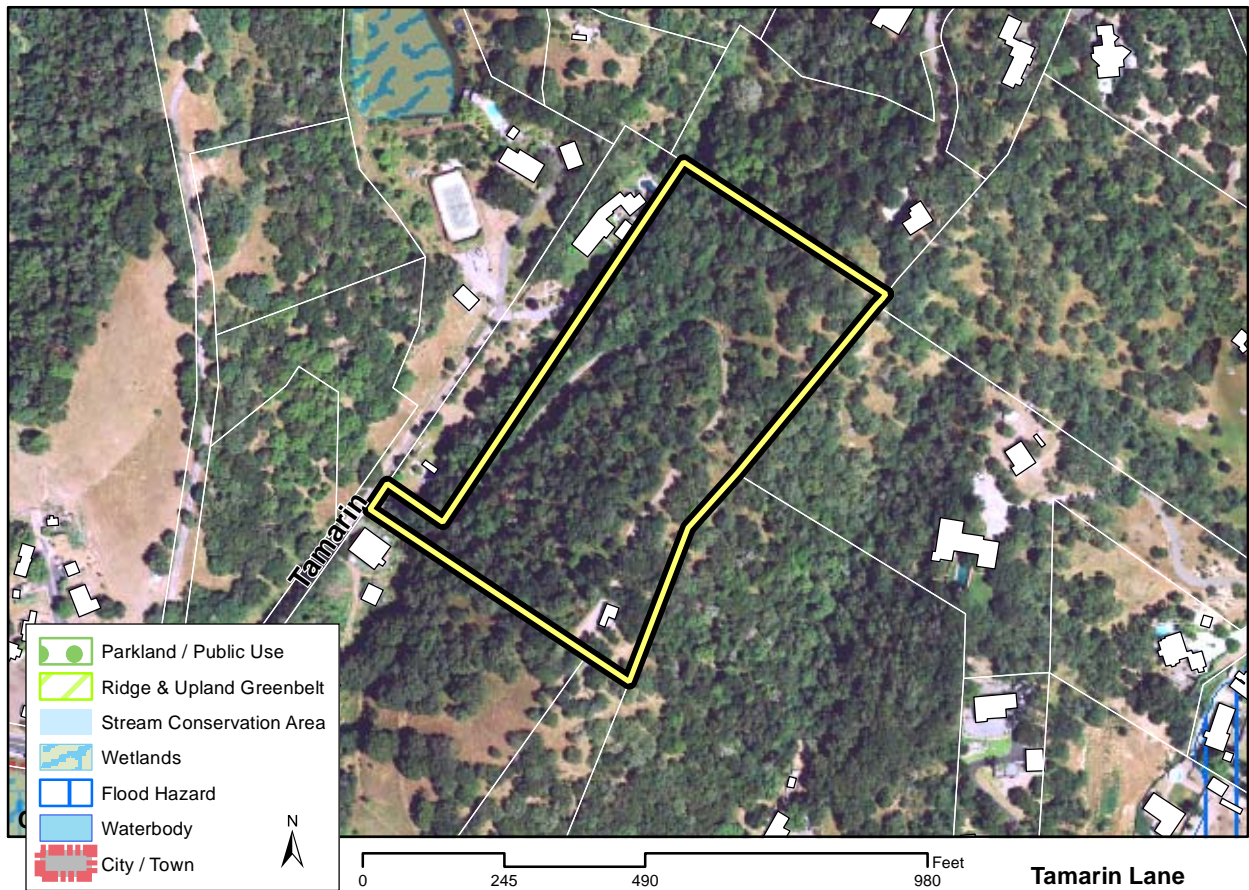 Tamarin
Parkland / Public Use
Ridge & Upland Greenbelt
Stream Conservation Area
Wetlands
Flood Hazard
Waterbody
City / Town
N
Feet
0 245 490 980
Tamarin Lane